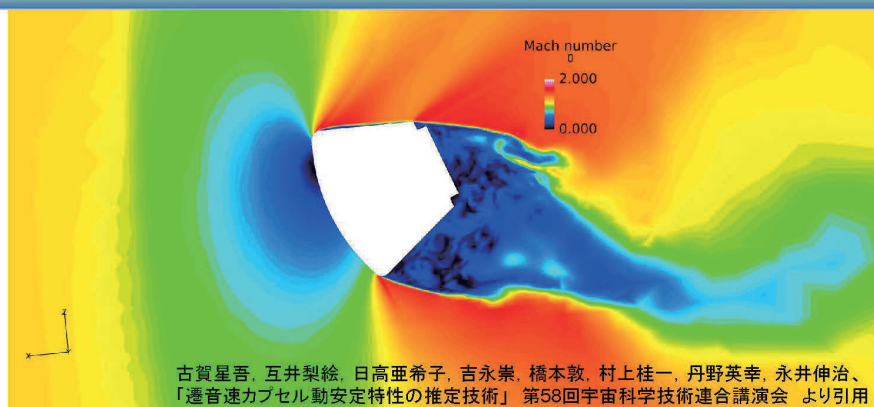 Mach number
0
2.000
0.000
z
x
古賀星吾, 互井梨絵, 日高亜希子, 吉永崇, 橋本敦, 村上桂一, 丹野英幸, 永井伸治、
「遷音速カプセル動安定特性の推定技術」 第58回宇宙科学技術連合講演会 より引用